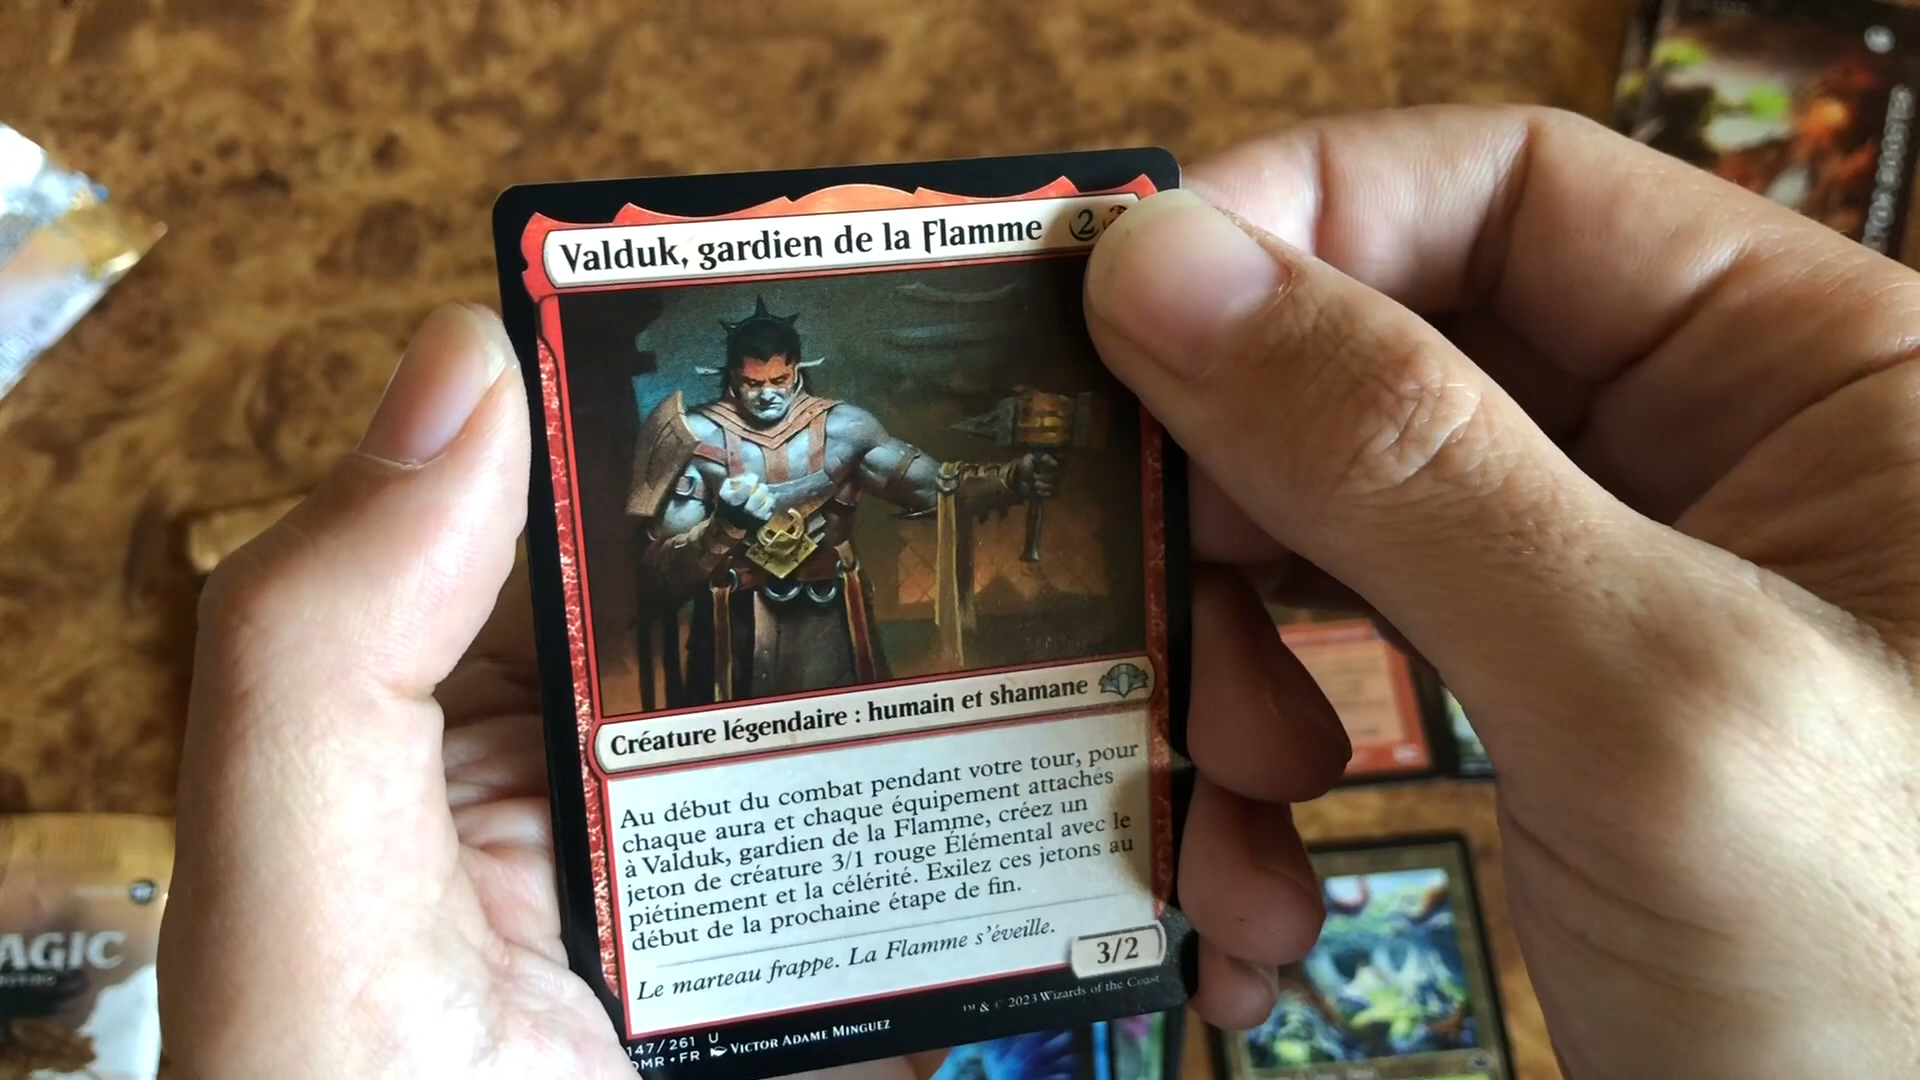 Valduk, gardien de la Flamme 2
Créature légendaire : humain et shamane
Au début du combat pendant votre tour, pour
chaque aura et chaque équipement attachés
à Valduk, gardien de la Flamme, créez un
jeton de créature 3/1 rouge Élémental avec le
piétinement et la célérité. Exilez ces jetons au
début de la prochaine étape de fin.
Le marteau frappe. La Flamme s'éveille.
3/2
147/261 U
DMR • FR VICTOR ADAME MINGUEZ
™ & © 2023 Wizards of the Coast
AGIC
BOOSTER